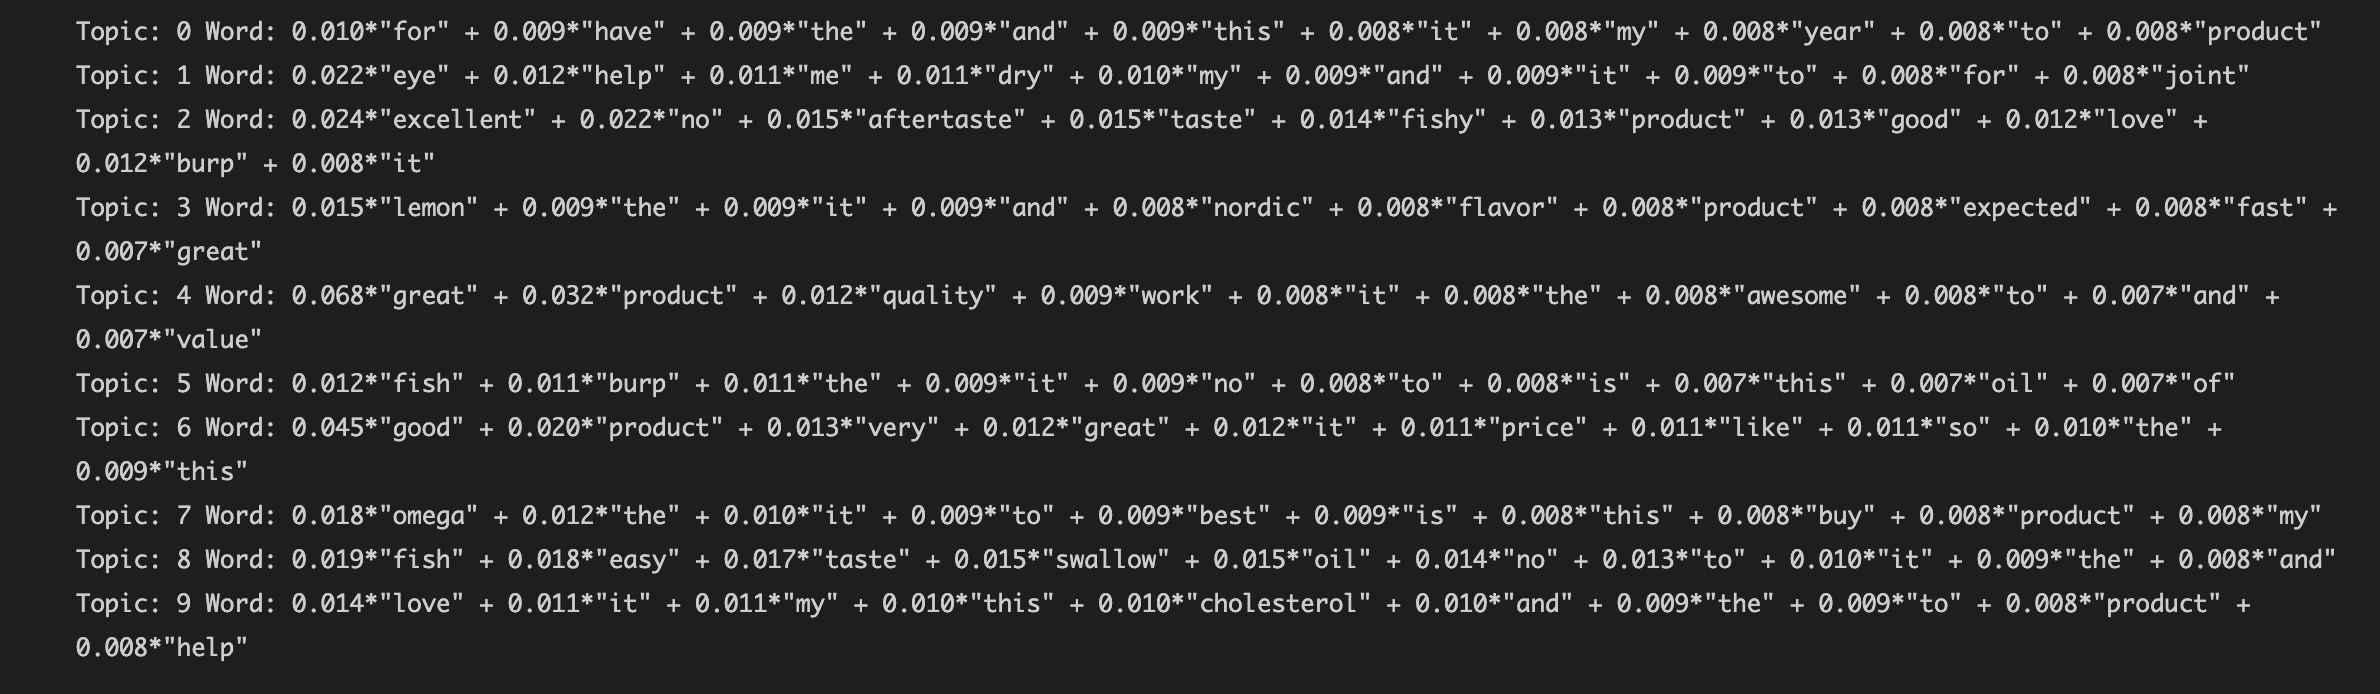 Topic: 0 Word: 0.010*"for" + 0.009*"have" + 0.009*"the" + 0.009*"and" + 0.009*"this" + 0.008*"it" + 0.008*"my" + 0.008*"year" + 0.008*"to" + 0.008*"product"
Topic: 1 Word: 0.022*"eye" + 0.012*"help" + 0.011*"me" + 0.011*"dry" + 0.010*"my" + 0.009*"and" + 0.009*"it" + 0.009*"to" + 0.008*"for" + 0.008*"joint"
Topic: 2 Word: 0.024*"excellent" + 0.022*"no" + 0.015*"aftertaste" + 0.015*"taste" + 0.014*"fishy" + 0.013*"product" + 0.013*"good" + 0.012*"love" +
0.012*"burp" + 0.008*"it"
Topic: 3 Word: 0.015*"lemon" + 0.009*"the" + 0.009*"it" + 0.009*"and" + 0.008*"nordic" + 0.008*"flavor" + 0.008*"product" + 0.008*"expected" + 0.008*"fast" +
0.007*"great"
Topic: 4 Word: 0.068*"great" + 0.032*"product" + 0.012*"quality" + 0.009*"work" + 0.008*"it" + 0.008*"the" + 0.008*"awesome" + 0.008*"to" + 0.007*"and" +
0.007*"value"
Topic: 5 Word: 0.012*"fish" + 0.011*"burp" + 0.011*"the" + 0.009*"it" + 0.009*"no" + 0.008*"to" + 0.008*"is" + 0.007*"this" + 0.007*"oil" + 0.007*"of"
Topic: 6 Word: 0.045*"good" + 0.020*"product" + 0.013*"very" + 0.012*"great" + 0.012*"it" + 0.011*"price" + 0.011*"like" + 0.011*"so" + 0.010*"the" +
0.009*"this"
Topic: 7 Word: 0.018*"omega" + 0.012*"the" + 0.010*"it" + 0.009*"to" + 0.009*"best" + 0.009*"is" + 0.008*"this" + 0.008*"buy" + 0.008*"product" + 0.008*"my"
Topic: 8 Word: 0.019*"fish" + 0.018*"easy" + 0.017*"taste" + 0.015*"swallow" + 0.015*"oil" + 0.014*"no" + 0.013*"to" + 0.010*"it" + 0.009*"the" + 0.008*"and"
Topic: 9 Word: 0.014*"love" + 0.011*"it" + 0.011*"my" + 0.010*"this" + 0.010*"cholesterol" + 0.010*"and" + 0.009*"the" + 0.009*"to" + 0.008*"product" +
0.008*"help"